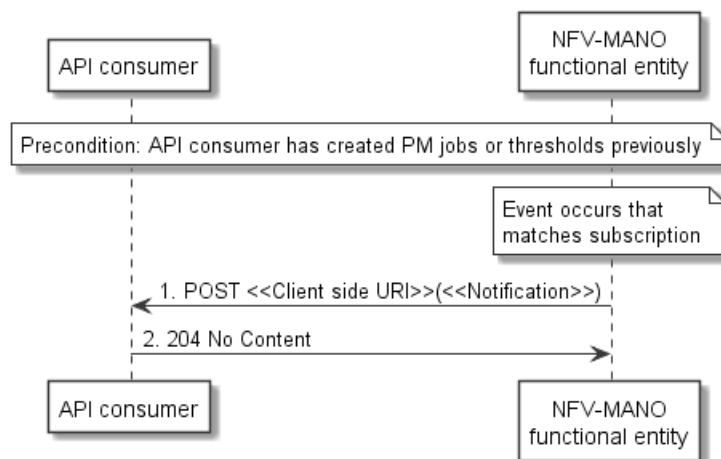 API consumer
NFV-MANO
functional entity
Precondition: API consumer has created PM jobs or thresholds previously
Event occurs that
matches subscription
1. POST <<Client side URI>>(<<Notification>>)
2. 204 No Content
API consumer
NFV-MANO
functional entity